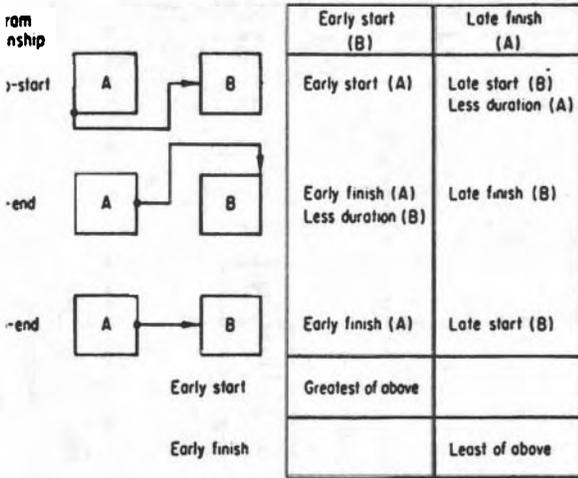 ram
nship
Early start
(B)
Late finish
(A)
-start
A
B
Early start (A)
Late start (B)
Less duration (A)
-end
A
B
Early finish (A)
Less duration (B)
Late finish (B)
-end
A
B
Early finish (A)
Late start (B)
Early start
Greatest of above
Early finish
Least of above